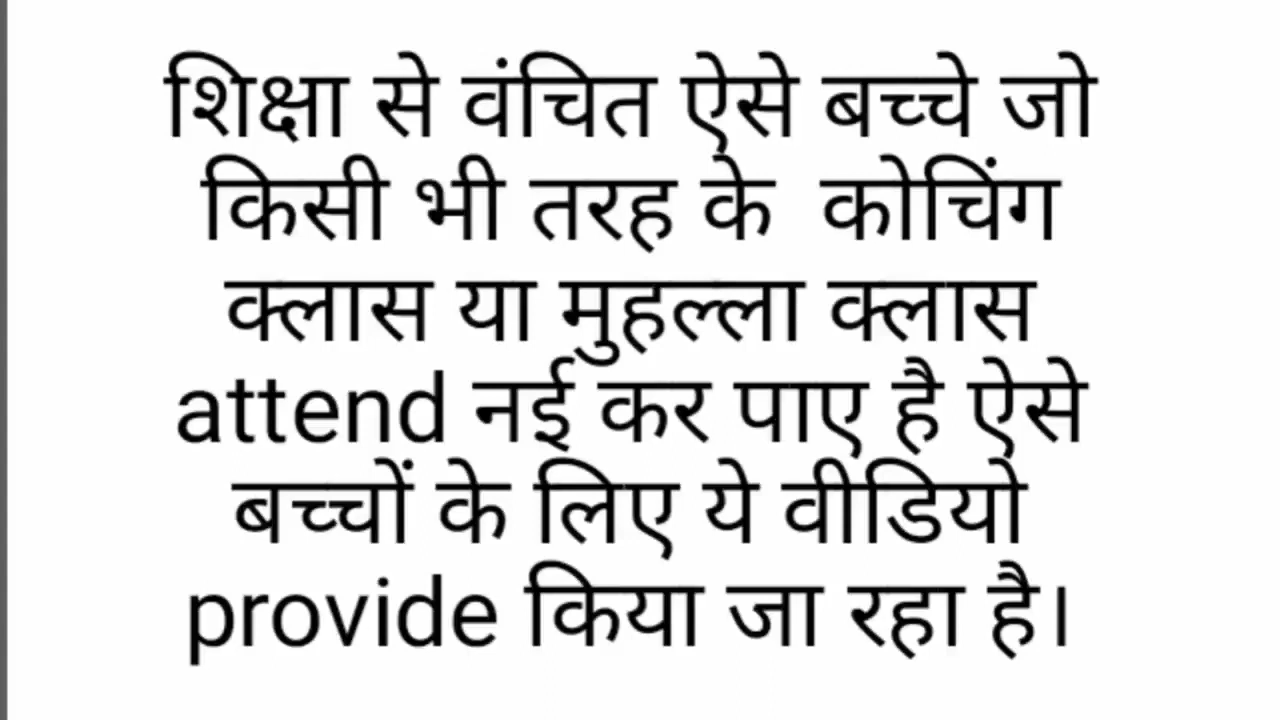 शिक्षा से वंचित ऐसे बच्चे जो
किसी भी तरह के कोचिंग
क्लास या मुहल्ला क्लास
attend नई कर पाए है ऐसे
बच्चों के लिए ये वीडियो
provide किया जा रहा है।